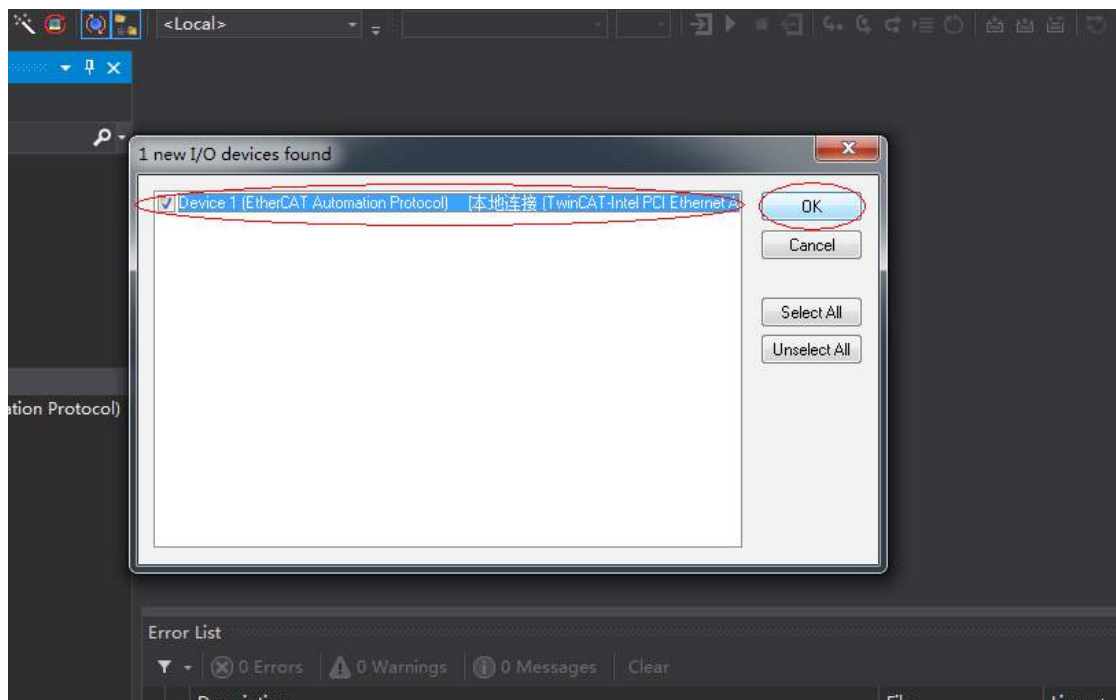 <Local>
1 new I/O devices found
Device 1 (EtherCAT Automation Protocol) [本地连接 (TwinCAT-Intel PCI Ethernet A
OK
Cancel
Select All
Unselect All
ation Protocol)
Error List
0 Errors 0 Warnings 0 Messages Clear